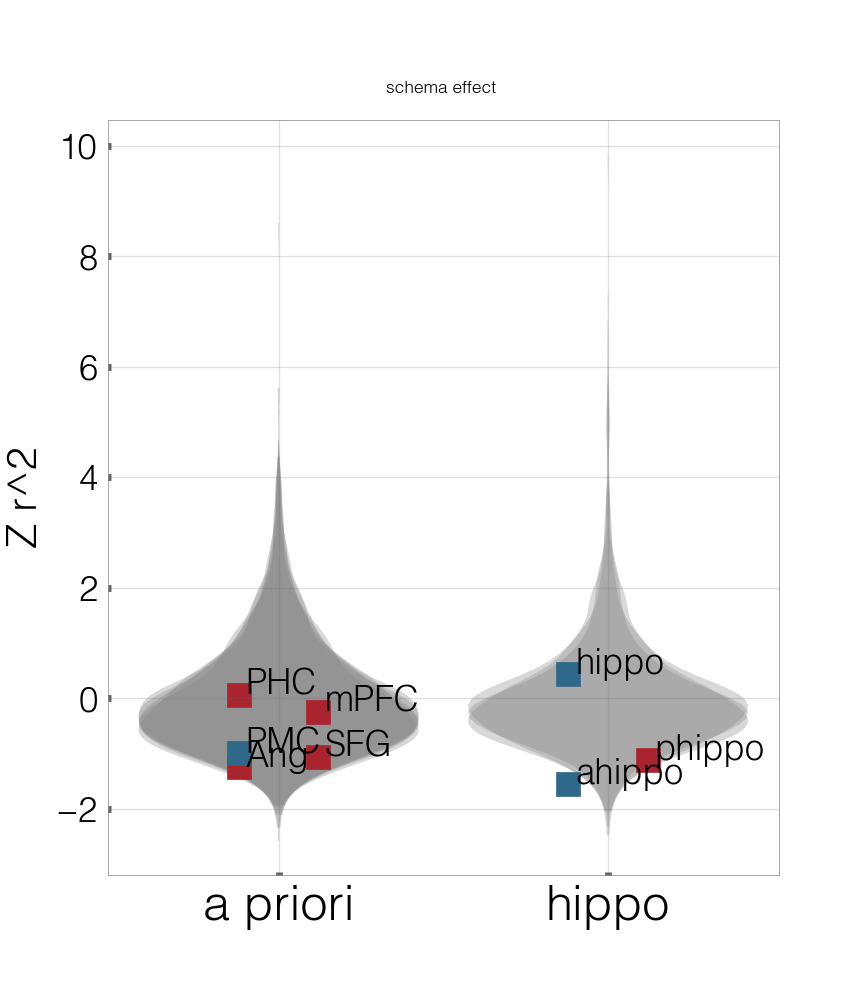 schema effect
10
8
6
4
2
0
−2
Z r^2
PHC
mPFC
PMC
SFG
Ang
hippo
phippo
ahippo
a priori
hippo